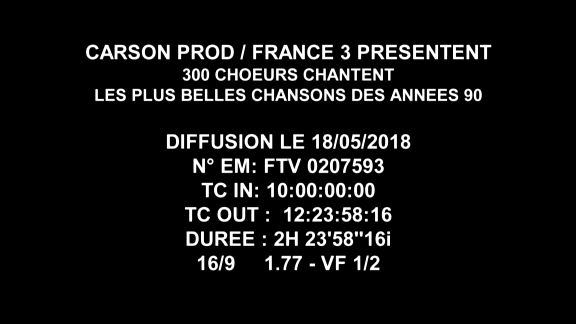 CARSON PROD / FRANCE 3 PRESENTENT
300 CHOEURS CHANTENT
LES PLUS BELLES CHANSONS DES ANNEES 90
DIFFUSION LE 18/05/2018
N° EM: FTV 0207593
TC IN: 10:00:00:00
TC OUT :  12:23:58:16
DUREE : 2H 23'58''16i
16/9     1.77 - VF 1/2